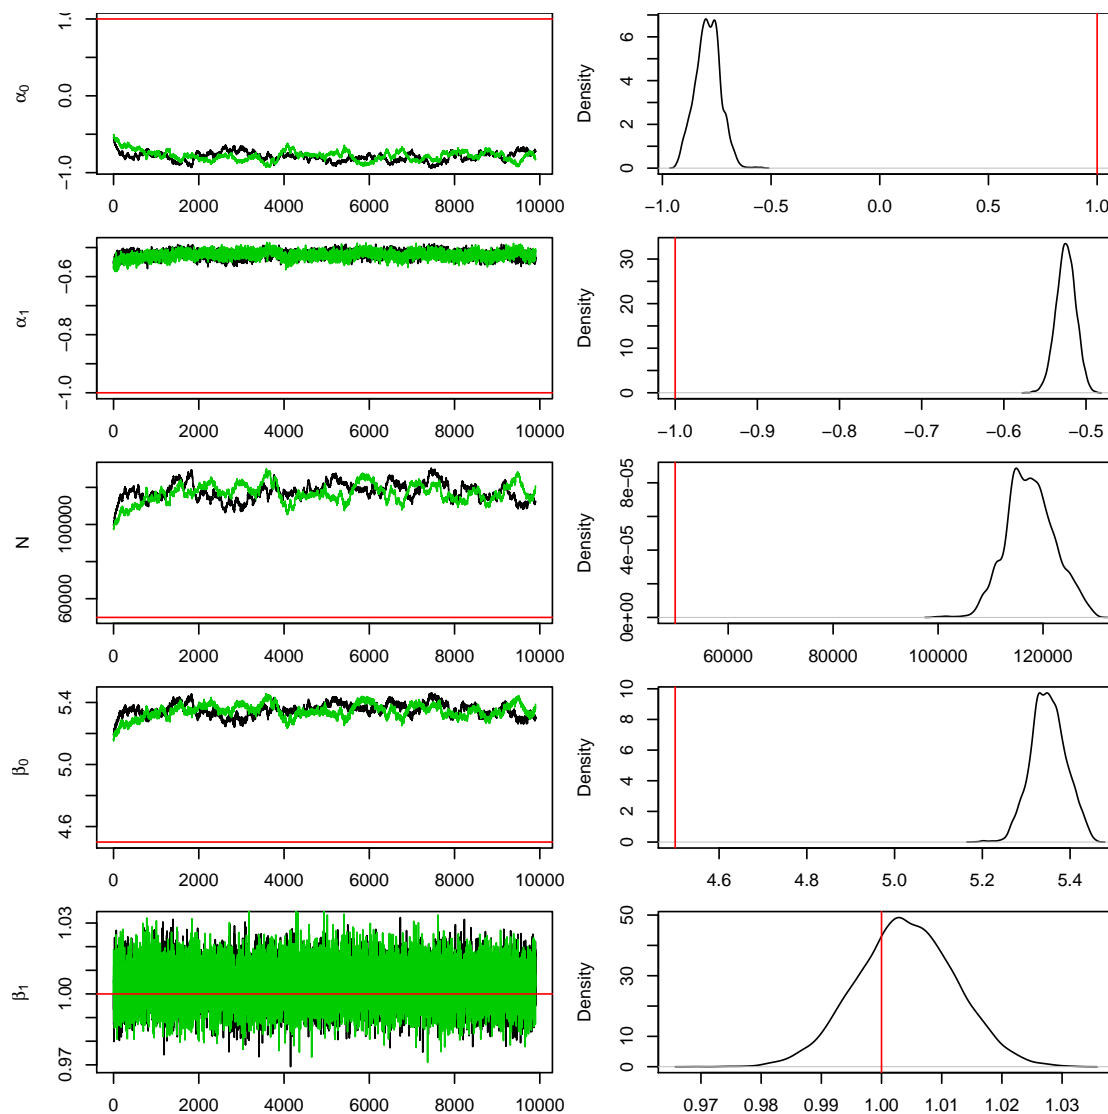 α0
1.0
0.0
−1.0
0 2000 4000 6000 8000 10000
Density
6
4
2
0
−1.0 −0.5 0.0 0.5 1.0
α1
−0.6
−0.8
−1.0
0 2000 4000 6000 8000 10000
Density
30
20
10
0
−1.0 −0.9 −0.8 −0.7 −0.6 −0.5
N
100000
60000
0 2000 4000 6000 8000 10000
Density
8e−05
4e−05
0e+00
60000 80000 100000 120000
β0
5.4
5.0
4.6
0 2000 4000 6000 8000 10000
Density
10
8
6
4
2
0
4.6 4.8 5.0 5.2 5.4
β1
1.03
1.00
0.97
0 2000 4000 6000 8000 10000
Density
50
30
10
0
0.97 0.98 0.99 1.00 1.01 1.02 1.03